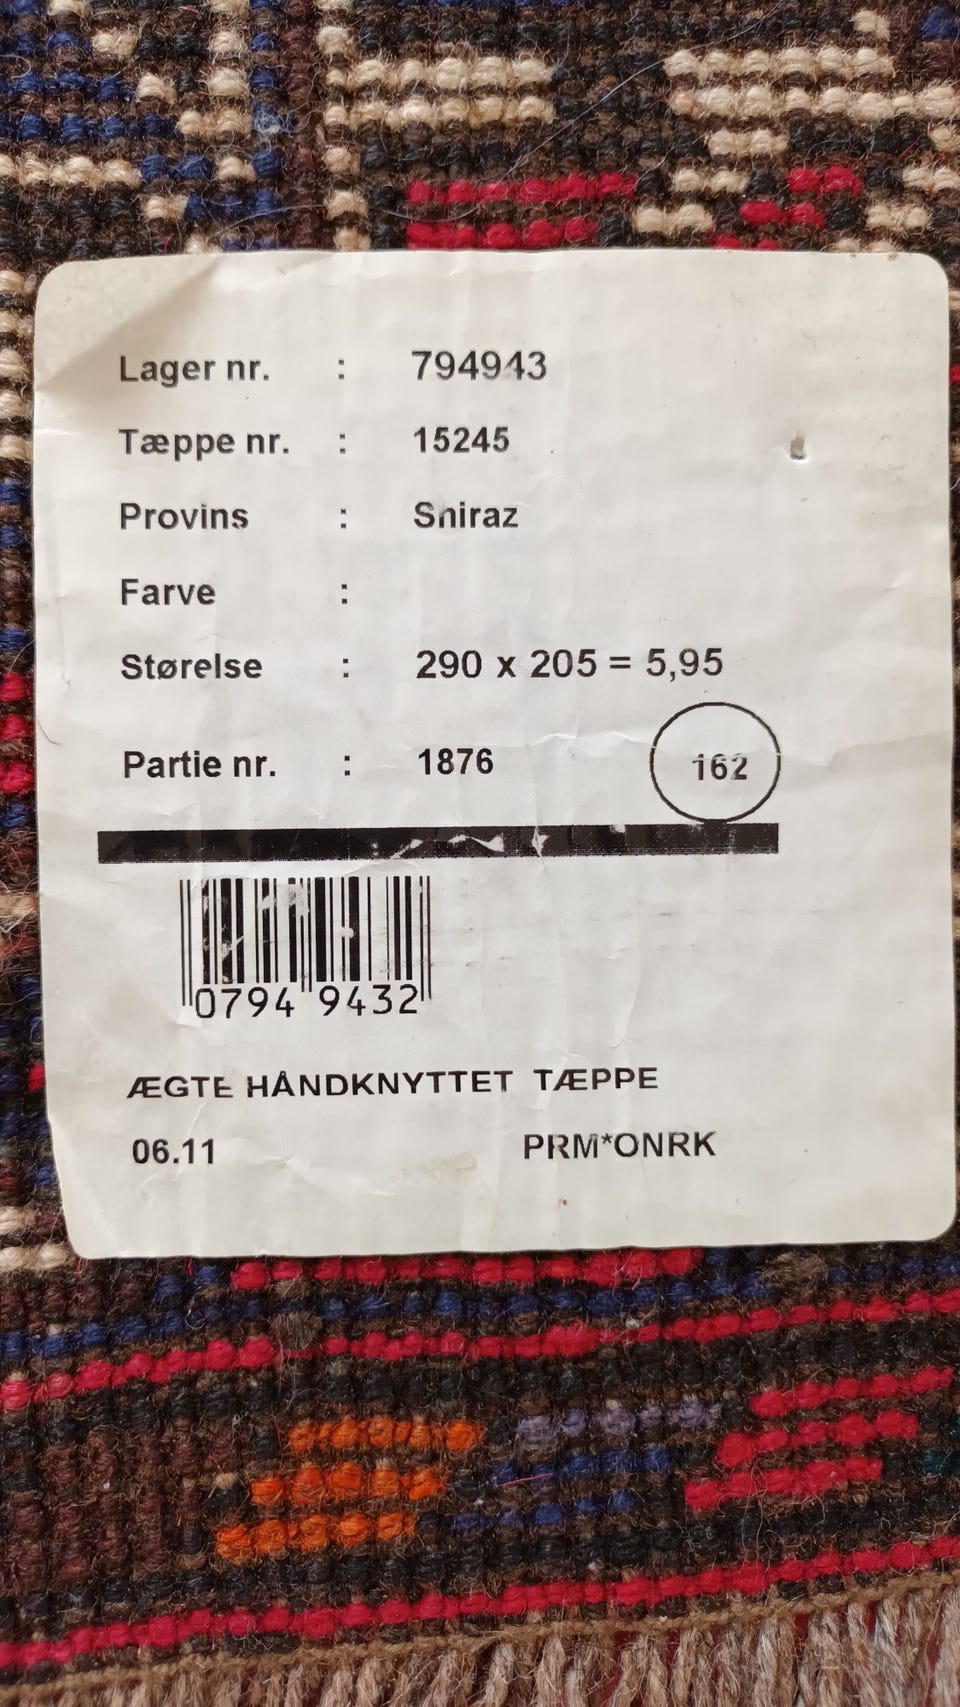 Lager nr. : 794943
Tæppe nr. : 15245
Provins : Shiraz
Farve :
Størelse : 290 x 205 = 5,95
Partie nr. : 1876 162
0794 9432
ÆGTE HÅNDKNYTTET TÆPPE
06.11 PRM*ONRK